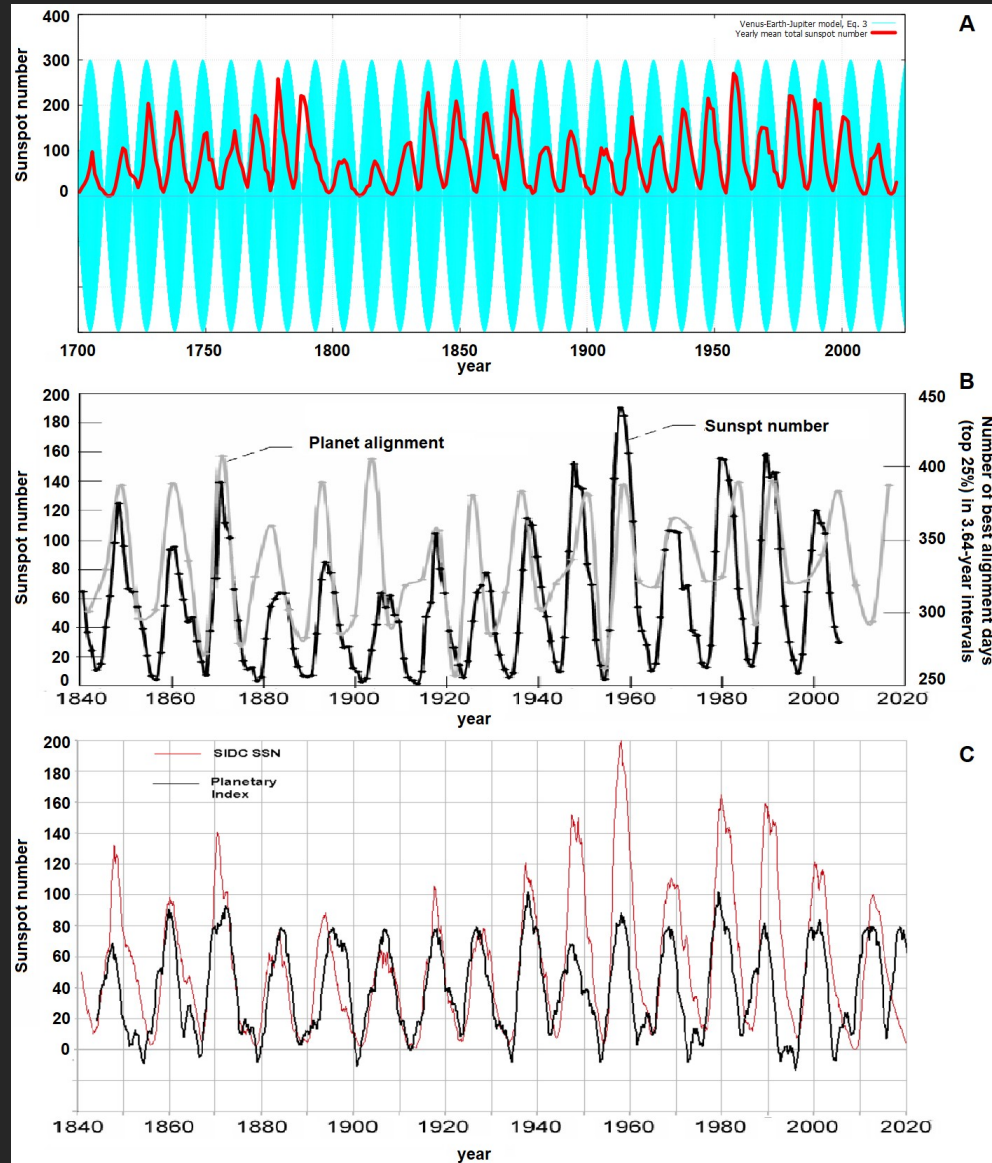 A
400
300
200
100
0
Sunspot number
Venus-Earth-Jupiter model, Eq. 3
Yearly mean total sunspot number
1700 1750 1800 1850 1900 1950 2000
year
B
200
180
160
140
120
100
80
60
40
20
0
Sunspot number
Planet alignment
Sunspt number
450
400
350
300
250
Number of best alignment days
(top 25%) in 3.64-year intervals
1840 1860 1880 1900 1920 1940 1960 1980 2000 2020
year
C
200
180
160
140
120
100
80
60
40
20
0
Sunspot number
SIDC SSN
Planetary
Index
1840 1860 1880 1900 1920 1940 1960 1980 2000 2020
year